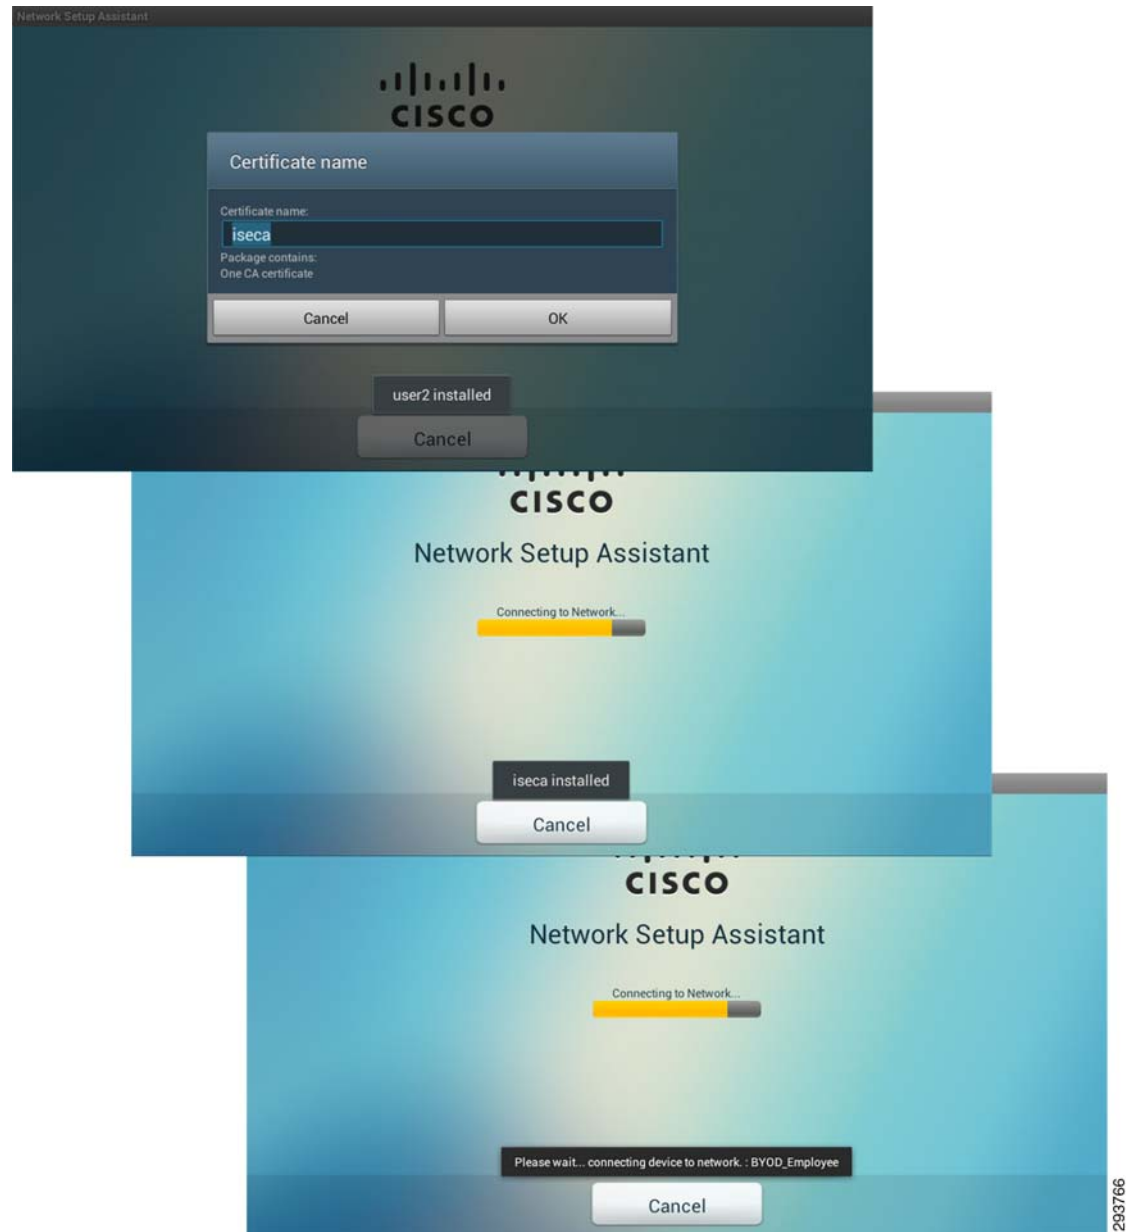 Network Setup Assistant
CISCO
Certificate name
Certificate name:
iseca
Package contains:
One CA certificate
Cancel OK
user2 installed
Cancel
CISCO
Network Setup Assistant
Connecting to Network...
iseca installed
Cancel
CISCO
Network Setup Assistant
Connecting to Network...
Please wait... connecting device to network. : BYOD_Employee
Cancel
293766